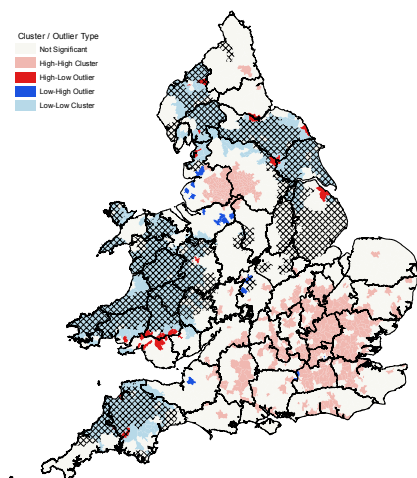 Cluster / Outlier Type
Not Significant
High-High Cluster
High-Low Outlier
Low-High Outlier
Low-Low Cluster